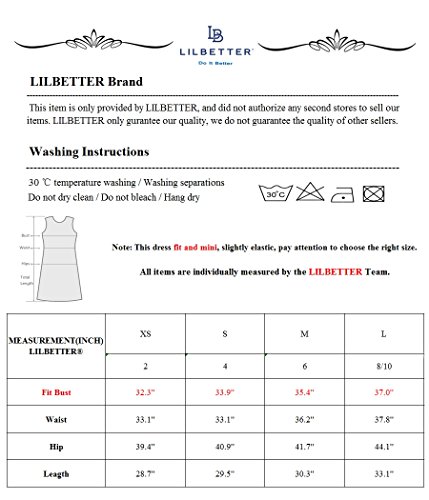 LB
LILBETTER®
Do it Better
LILBETTER Brand
This item is only provided by LILBETTER, and did not authorize any second stores to sell our
items. LILBETTER only gurantee our quality, we do not guarantee the quality of other sellers.
Washing Instructions
30 ℃ temperature washing / Washing separations
Do not dry clean / Do not bleach / Hang dry
30℃
Bust
Waist
Hips
Total
Length
Note: This dress fit and mini, slightly elastic, pay attention to choose the right size.
All items are individually measured by the LILBETTER Team.
MEASUREMENT(INCH)
LILBETTER®
XS S M L
2 4 6 8/10
Fit Bust 32.3" 33.9" 35.4" 37.0"
Waist 33.1" 33.1" 36.2" 37.8"
Hip 39.4" 40.9" 41.7" 44.1"
Leagth 28.7" 29.5" 30.3" 33.1"